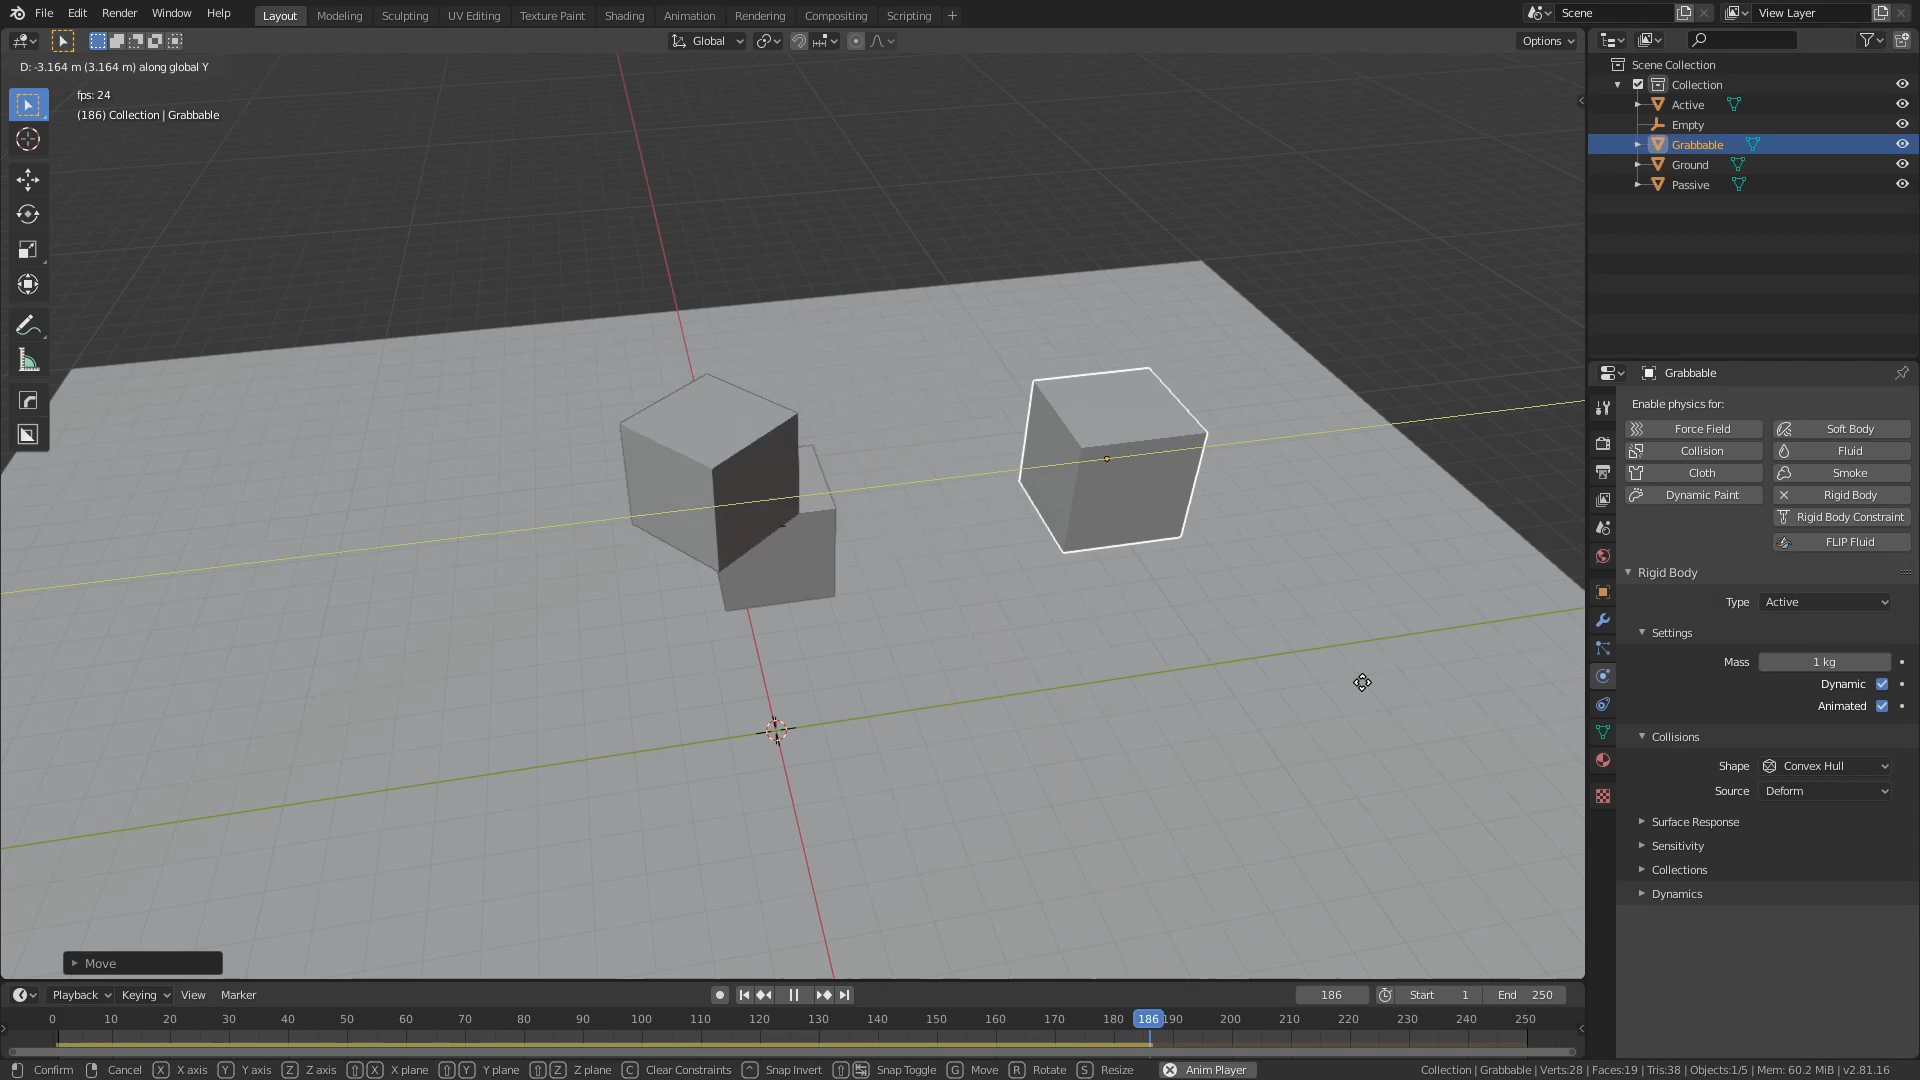 File Edit Render Window Help Layout Modeling Sculpting UV Editing Texture Paint Shading Animation Rendering Compositing Scripting + Scene View Layer
Global Options
D: -3.164 m (3.164 m) along global Y
fps: 24
(186) Collection | Grabbable
Move
Scene Collection
Collection
Active
Empty
Grabbable
Ground
Passive
Grabbable
Enable physics for:
Force Field Soft Body
Collision Fluid
Cloth Smoke
Dynamic Paint Rigid Body
Rigid Body Constraint
FLIP Fluid
Rigid Body
Type Active
Settings
Mass 1 kg
Dynamic
Animated
Collisions
Shape Convex Hull
Source Deform
Surface Response
Sensitivity
Collections
Dynamics
Playback Keying View Marker 186 Start 1 End 250
0 10 20 30 40 50 60 70 80 90 100 110 120 130 140 150 160 170 180 186 190 200 210 220 230 240 250
Confirm Cancel X X axis Y Y axis Z Z axis X X plane Y Y plane Z Z plane C Clear Constraints ^ Snap Invert Snap Toggle G Move R Rotate S Resize Anim Player Collection | Grabbable | Verts:28 | Faces:19 | Tris:38 | Objects:1/5 | Mem: 60.2 MiB | v2.81.16